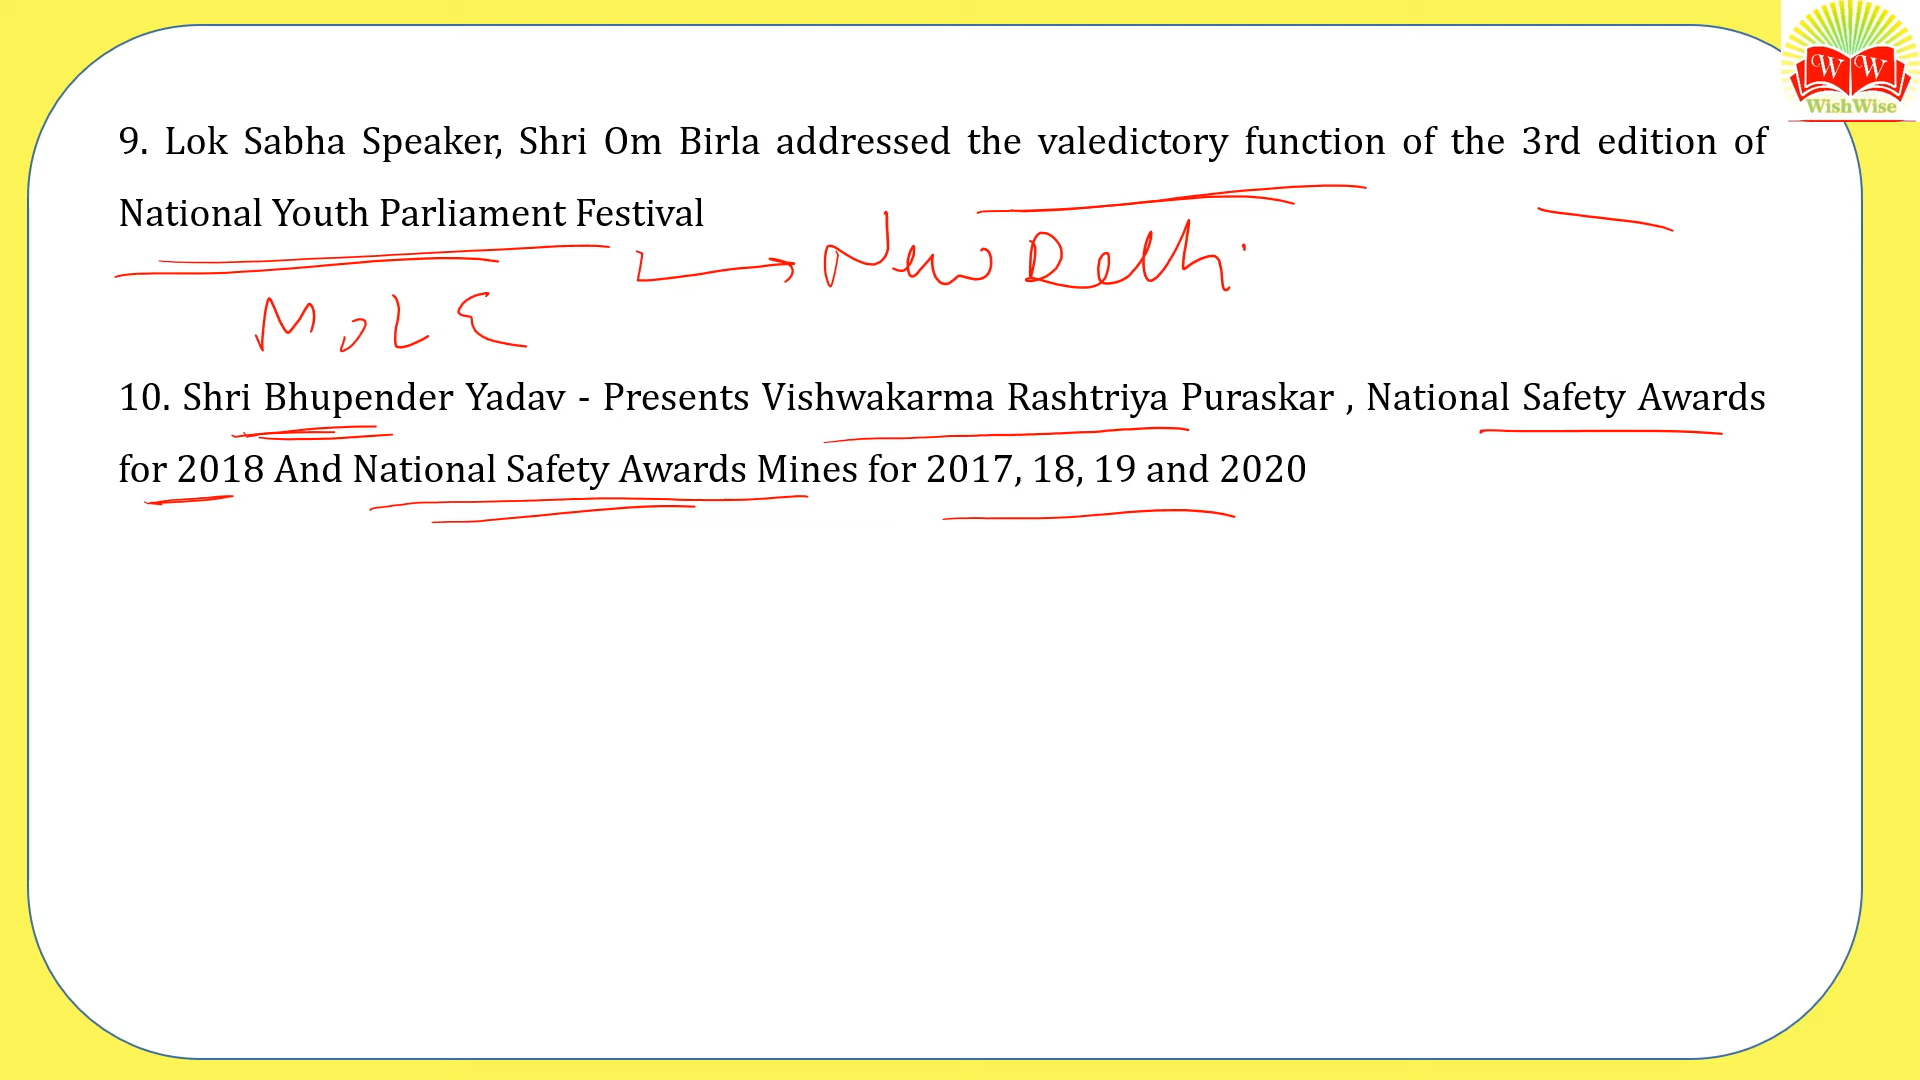 W W
WishWise
9. Lok Sabha Speaker, Shri Om Birla addressed the valedictory function of the 3rd edition of
National Youth Parliament Festival
New Delhi
MoLE
10. Shri Bhupender Yadav - Presents Vishwakarma Rashtriya Puraskar , National Safety Awards
for 2018 And National Safety Awards Mines for 2017, 18, 19 and 2020